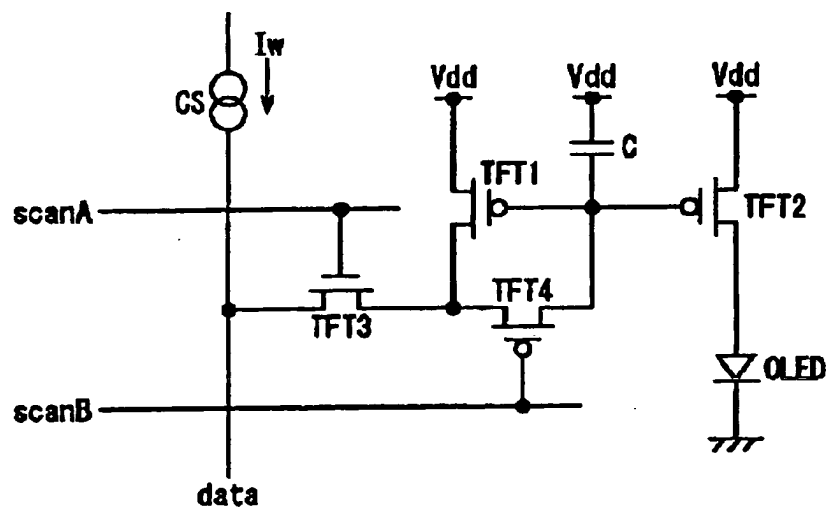 Iw
CS
Vdd
Vdd
Vdd
C
TFT1
scanA
TFT2
TFT4
TFT3
OLED
scanB
data